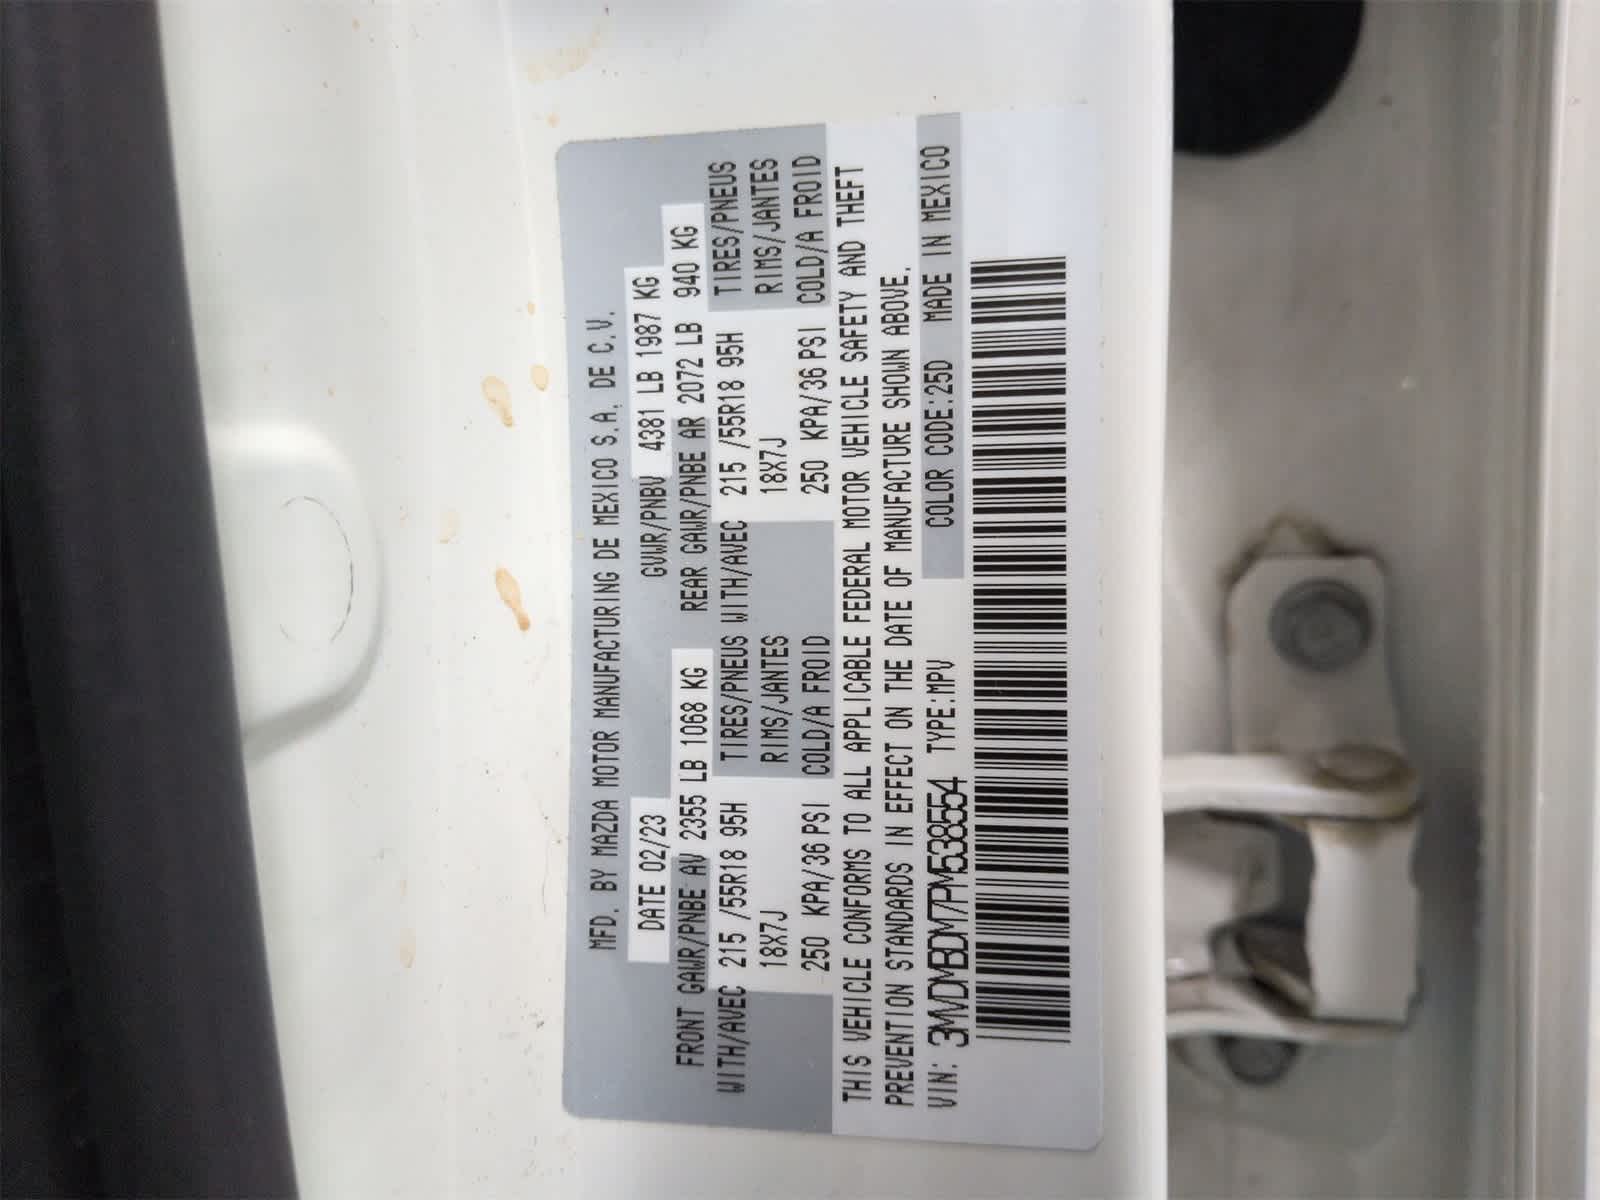 MFD. BY MAZDA MOTOR MANUFACTURING DE MEXICO S.A. DE C.V.
DATE 02/23 GVWR/PNBV 4381 LB 1987 KG
FRONT GAWR/PNBE AV 2355 LB 1068 KG REAR GAWR/PNBE AR 2072 LB 940 KG
WITH/AVEC 215 /55R18 95H TIRES/PNEUS WITH/AVEC 215 /55R18 95H TIRES/PNEUS
18X7J RIMS/JANTES 18X7J RIMS/JANTES
250 KPA/36 PSI COLD/A FROID 250 KPA/36 PSI COLD/A FROID
THIS VEHICLE CONFORMS TO ALL APPLICABLE FEDERAL MOTOR VEHICLE SAFETY AND THEFT
PREVENTION STANDARDS IN EFFECT ON THE DATE OF MANUFACTURE SHOWN ABOVE.
VIN: 3MVDMBDM7PM538554 TYPE:MPV COLOR CODE:25D MADE IN MEXICO